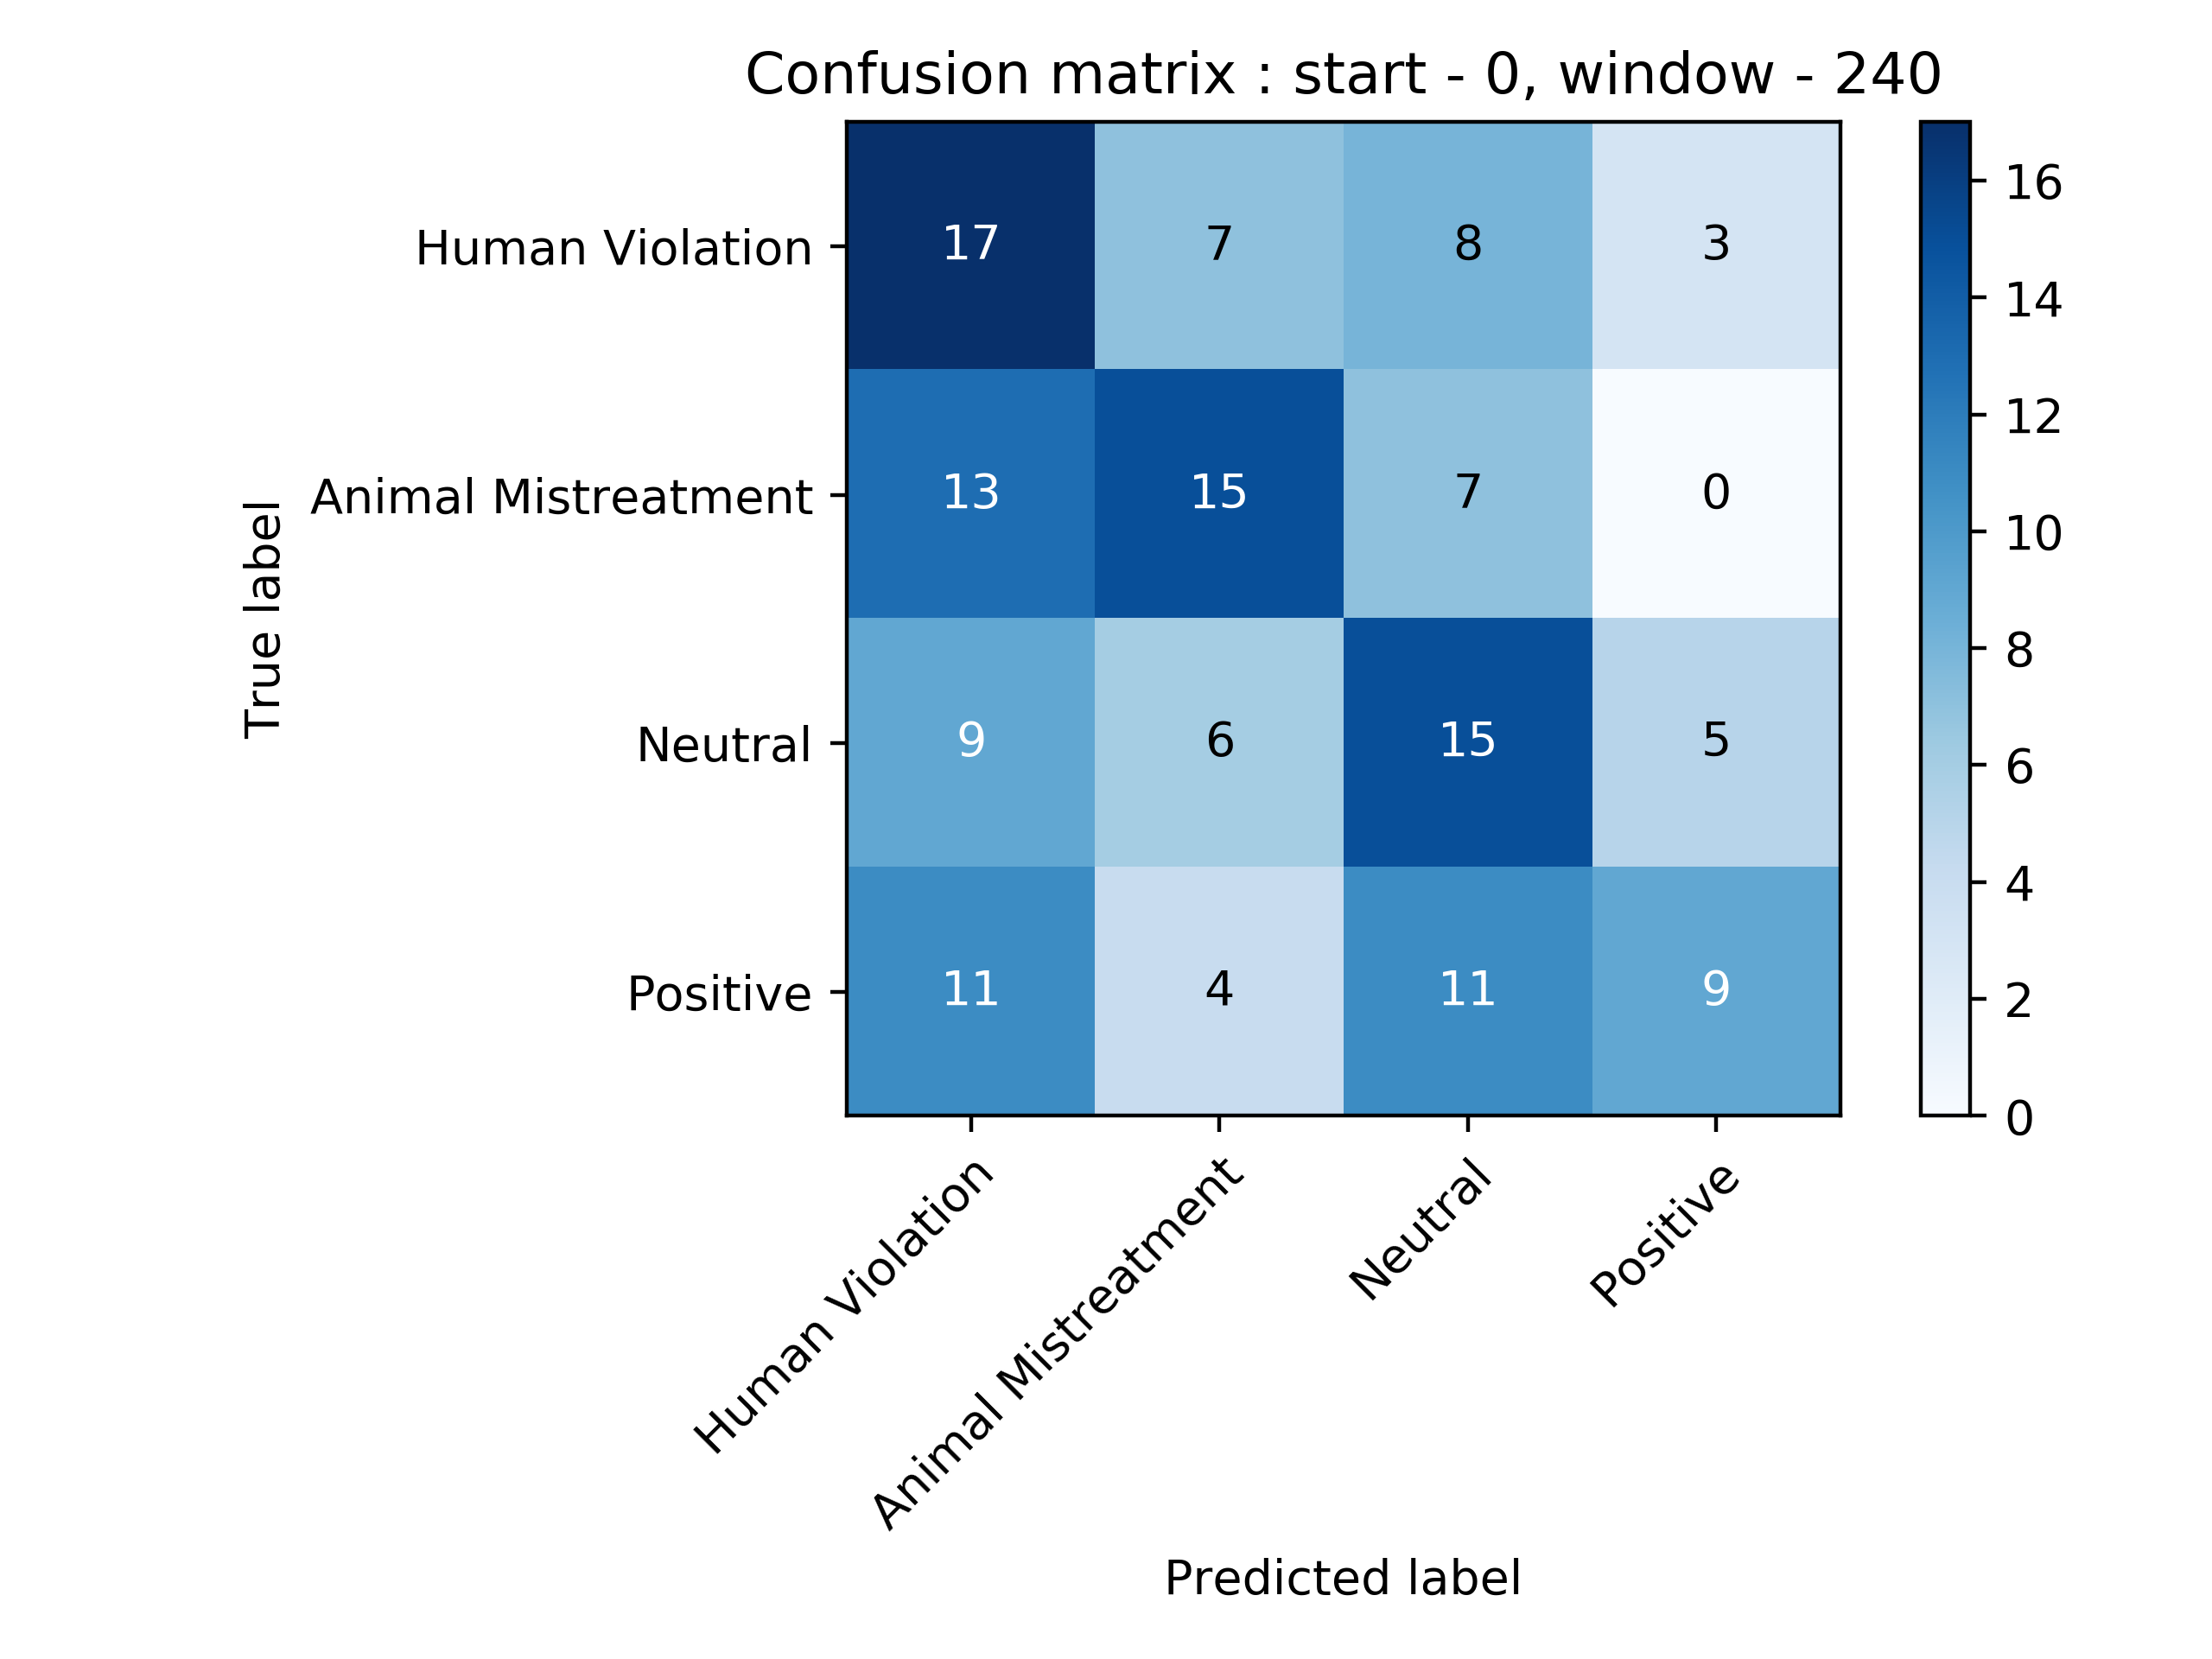 Confusion matrix : start - 0, window - 240
True label
Human Violation 17 7 8 3
Animal Mistreatment 13 15 7 0
Neutral 9 6 15 5
Positive 11 4 11 9
Human Violation
Animal Mistreatment
Neutral
Positive
Predicted label
16
14
12
10
8
6
4
2
0